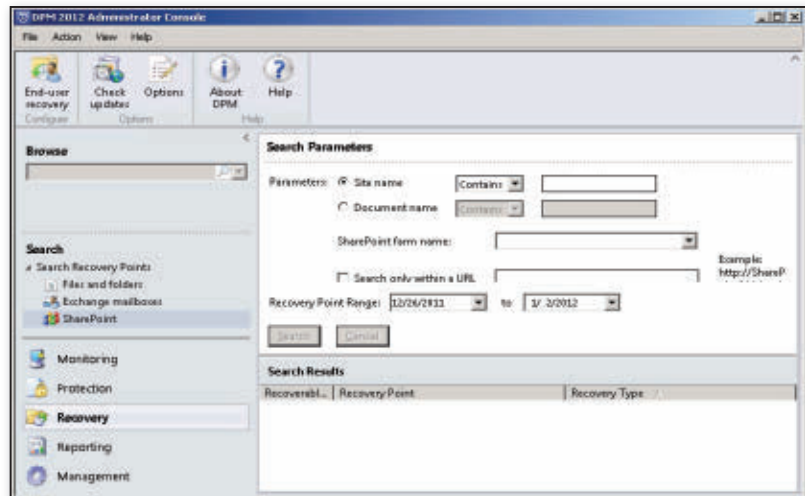 DPM 2012 Administrator Console
File Action View Help
End-user recovery
Check updates
Options
About DPM
Help
Configure
Options
Help
Browse
Search
Search Recovery Points
Files and folders
Exchange mailboxes
SharePoint
Monitoring
Protection
Recovery
Reporting
Management
Search Parameters
Parameters: Site name Contains
Document name Contains
SharePoint farm name:
Search only within a URL
Example:
http://ShareP
Recovery Point Range: 12/26/2011 to 1/ 2/2012
Search Cancel
Search Results
Recoverabl... Recovery Point Recovery Type